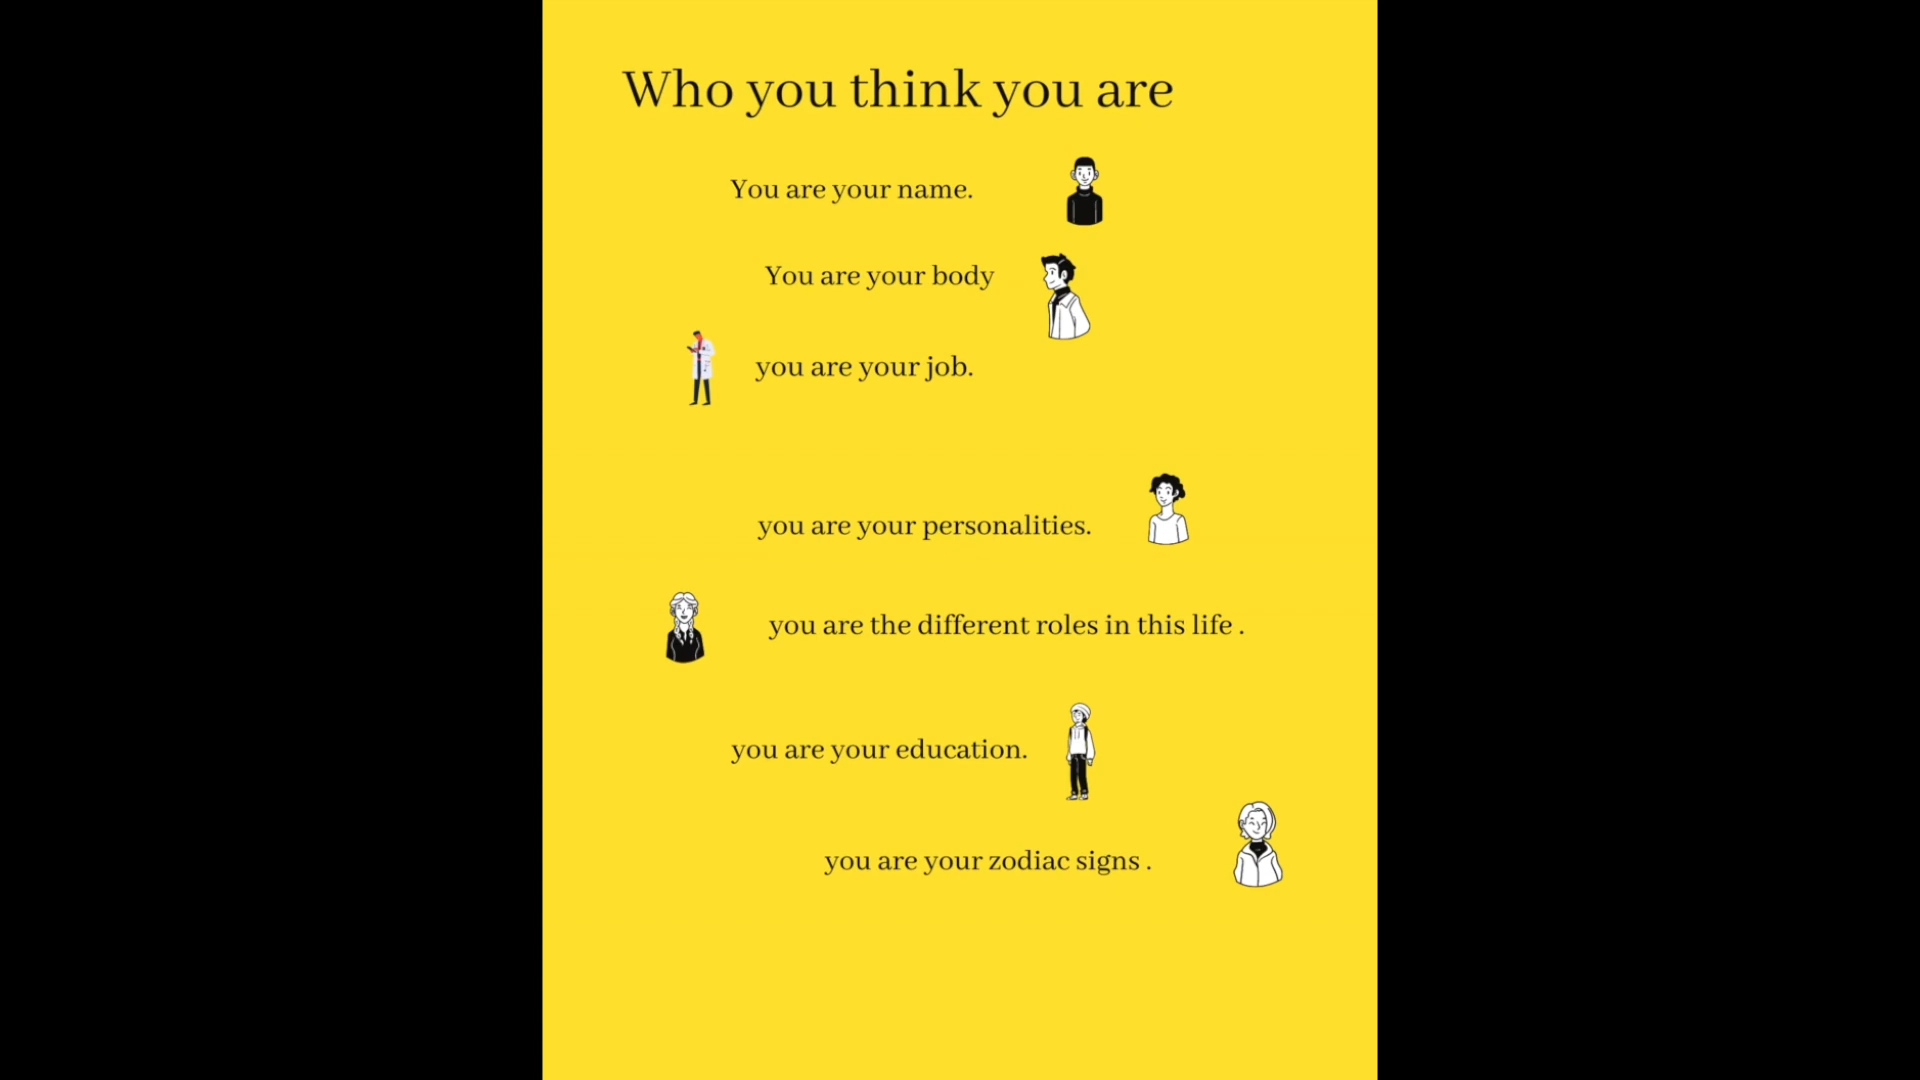 Who you think you are
You are your name.
You are your body
you are your job.
you are your personalities.
you are the different roles in this life .
you are your education.
you are your zodiac signs .